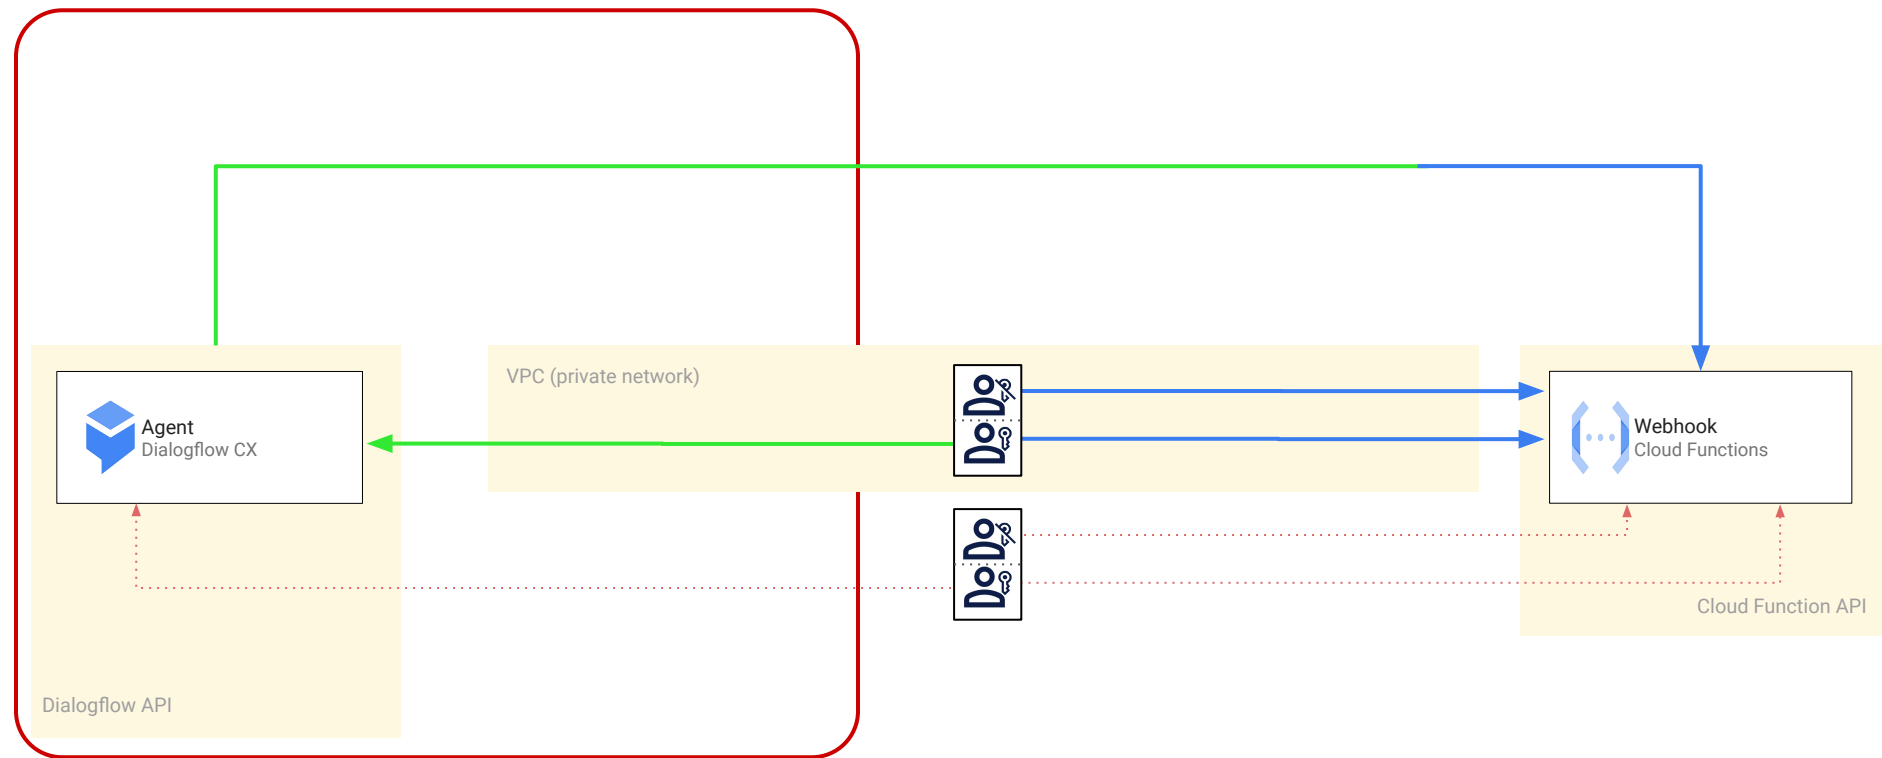 VPC (private network)
Agent
Dialogflow CX
Webhook
Cloud Functions
Cloud Function API
Dialogflow API